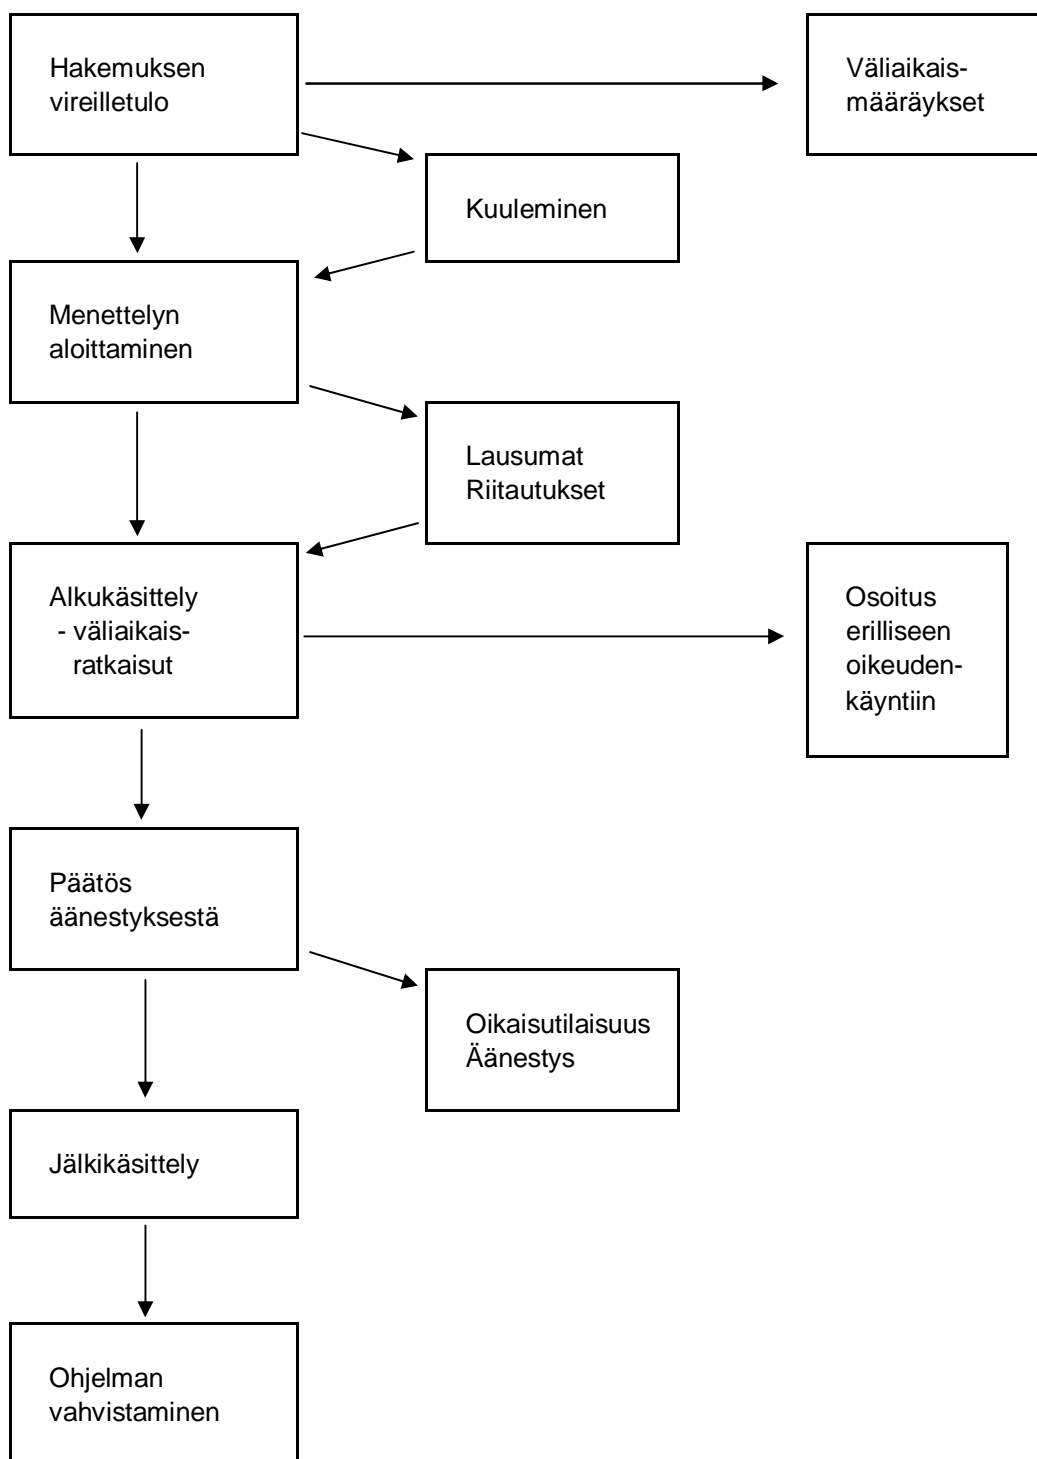 Hakemuksen
vireilletulo
Väliaikais-
määräykset
Kuuleminen
Menettelyn
aloittaminen
Lausumat
Riitautukset
Alkukäsittely
- väliaikais-
ratkaisut
Osoitus
erilliseen
oikeuden-
käyntiin
Päätös
äänestyksestä
Oikaisutilaisuus
Äänestys
Jälkikäsittely
Ohjelman
vahvistaminen